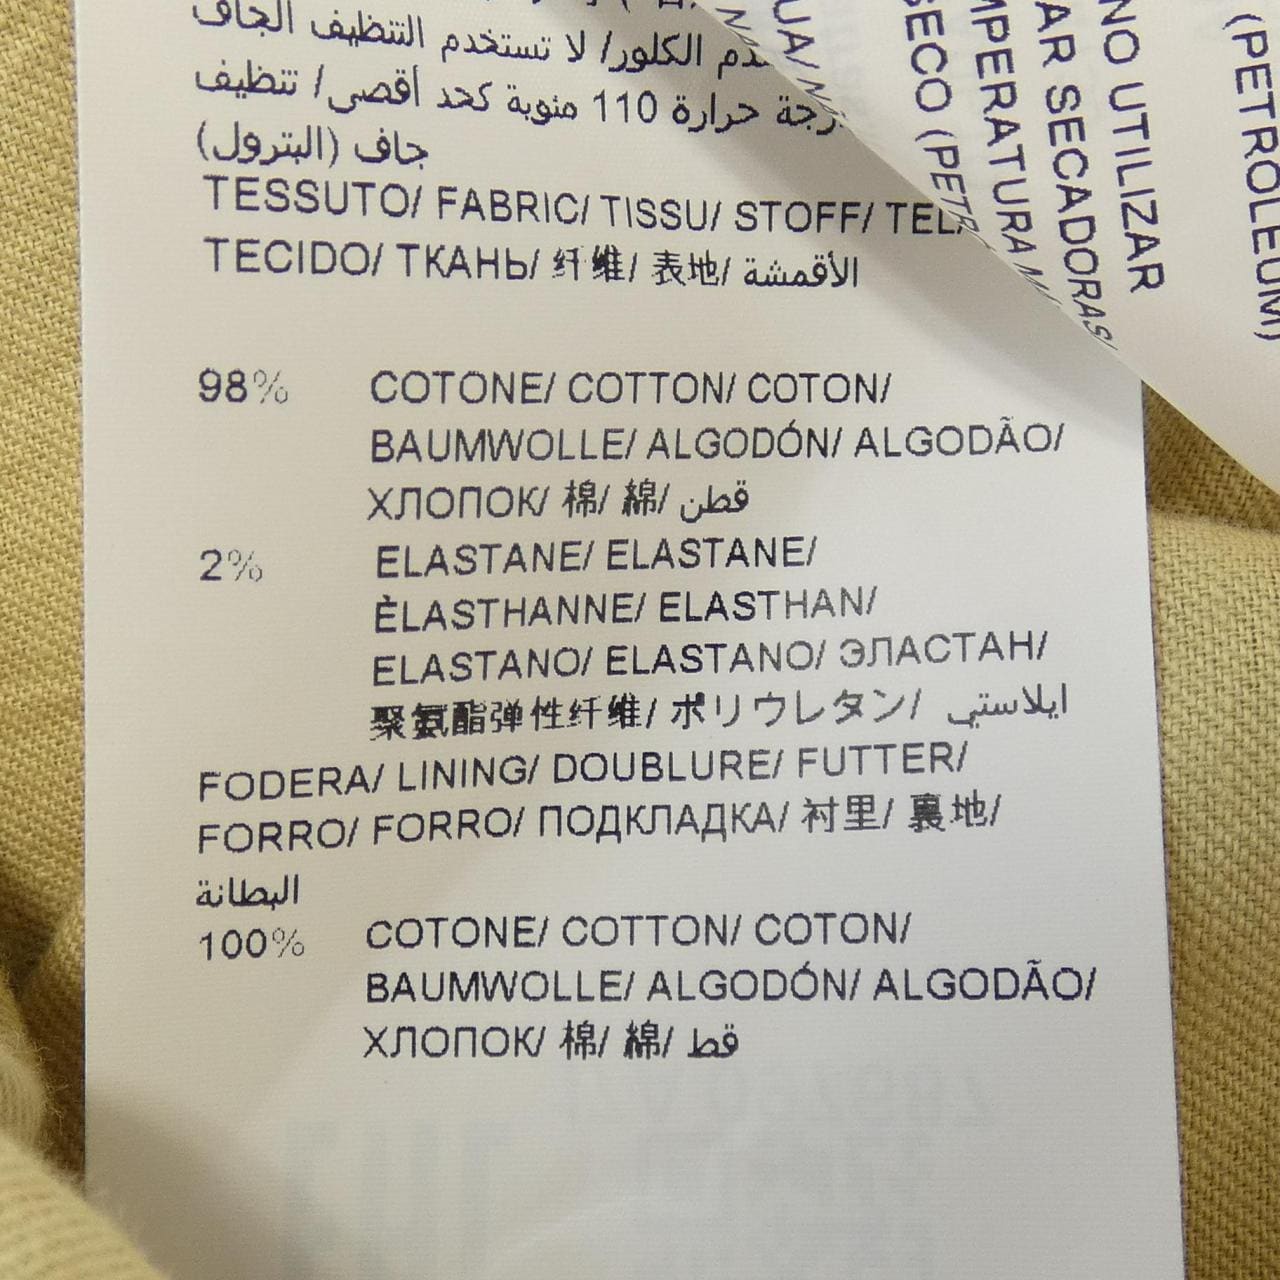 دم الكلور/ لا تستخدم التنظيف الجاف
درجة حرارة 110 مئوية كحد أقصى/ تنظيف
جاف (البترول)
TESSUTO/ FABRIC/ TISSU/ STOFF/ TEL
TECIDO/ ТКАНЬ/ 纤维/ 表地/ الأقمشة
98% COTONE/ COTTON/ COTON/
BAUMWOLLE/ ALGODÓN/ ALGODÃO/
ХЛОПОК/ 棉/ 綿/ قطن
2% ELASTANE/ ELASTANE/
ÈLASTHANNE/ ELASTHAN/
ELASTANO/ ELASTANO/ ЭЛАСТАН/
聚氨酯弹性纤维/ ポリウレタン/ ايلاستي
FODERA/ LINING/ DOUBLURE/ FUTTER/
FORRO/ FORRO/ ПОДКЛАДКА/ 衬里/ 裏地/
البطانة
100% COTONE/ COTTON/ COTON/
BAUMWOLLE/ ALGODÓN/ ALGODÃO/
ХЛОПОК/ 棉/ 綿/ قط
UA/
NO UTILIZAR
AR SECADORAS/
MPERATURA
SECO (PETR
(PETROLEUM)